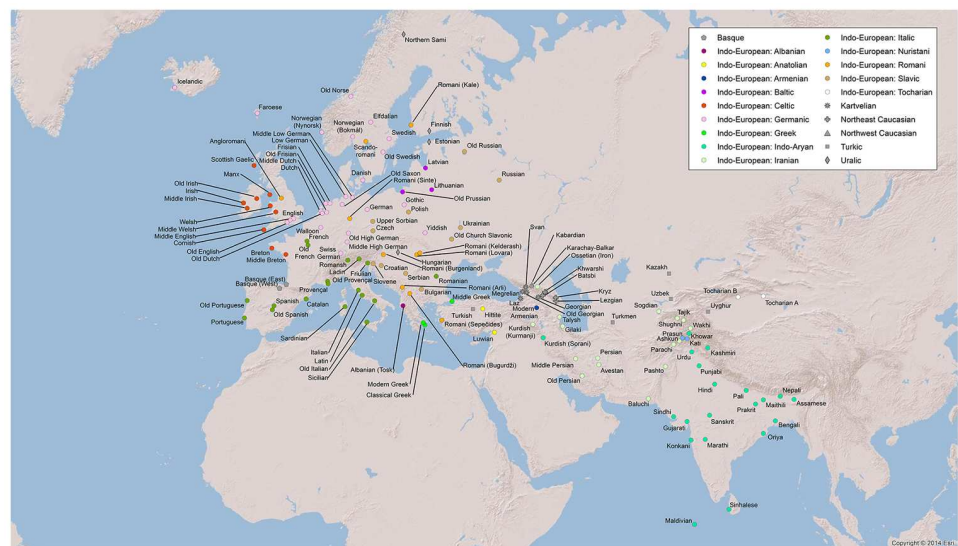 Northern Sami
Icelandic
Faroese
Old Norse
Norwegian
(Nynorsk)
Norwegian
(Bokmål)
Elfdalian
Swedish
Romani (Kale)
Finnish
Estonian
Scando-
romani
Old Swedish
Danish
Latvian
Lithuanian
Old Prussian
Old Russian
Russian
Middle Low German
Low German
Frisian
Old Frisian
Middle Dutch
Dutch
Angloromani
Scottish Gaelic
Manx
Old Irish
Irish
Middle Irish
Welsh
Middle Welsh
Middle English
Cornish
English
Old English
Old Dutch
Old Saxon
Romani (Sinte)
Gothic
German
Polish
Upper Sorbian
Czech
Yiddish
Ukrainian
Old Church Slavonic
Walloon
French
Old
French
Swiss
German
Old High German
Middle High German
Romani (Kelderash)
Romani (Lovara)
Hungarian
Romani (Burgenland)
Breton
Middle Breton
Romansh
Ladin
Friulian
Old Provençal
Provençal
Slovene
Croatian
Serbian
Romanian
Bulgarian
Romani (Arli)
Basque (East)
Basque (West)
Old Portuguese
Portuguese
Spanish
Old Spanish
Catalan
Sardinian
Italian
Latin
Old Italian
Sicilian
Albanian (Tosk)
Modern Greek
Classical Greek
Middle Greek
Turkish
Hittite
Luwian
Romani (Sepečides)
Romani (Bugurdži)
Svan
Kabardian
Karachay-Balkar
Ossetian (Iron)
Khwarshi
Batsbi
Megrelian
Laz
Modern
Armenian
Kryz
Lezgian
Georgian
Old Georgian
Talysh
Gilaki
Kurdish
(Kurmanji)
Kurdish (Sorani)
Middle Persian
Persian
Avestan
Old Persian
Kazakh
Uzbek
Sogdian
Turkmen
Tocharian B
Uyghur
Tocharian A
Tajik
Shughni
Wakhi
Prasun
Khowar
Ashkun
Kati
Parachi
Urdu
Kashmiri
Pashto
Punjabi
Hindi
Baluchi
Sindhi
Gujarati
Konkani
Marathi
Sanskrit
Pali
Prakrit
Nepali
Maithili
Assamese
Bengali
Oriya
Sinhalese
Maldivian
Basque
Indo-European: Albanian
Indo-European: Anatolian
Indo-European: Armenian
Indo-European: Baltic
Indo-European: Celtic
Indo-European: Germanic
Indo-European: Greek
Indo-European: Indo-Aryan
Indo-European: Iranian
Indo-European: Italic
Indo-European: Nuristani
Indo-European: Romani
Indo-European: Slavic
Indo-European: Tocharian
Kartvelian
Northeast Caucasian
Northwest Caucasian
Turkic
Uralic
Copyright © 2014 Esri